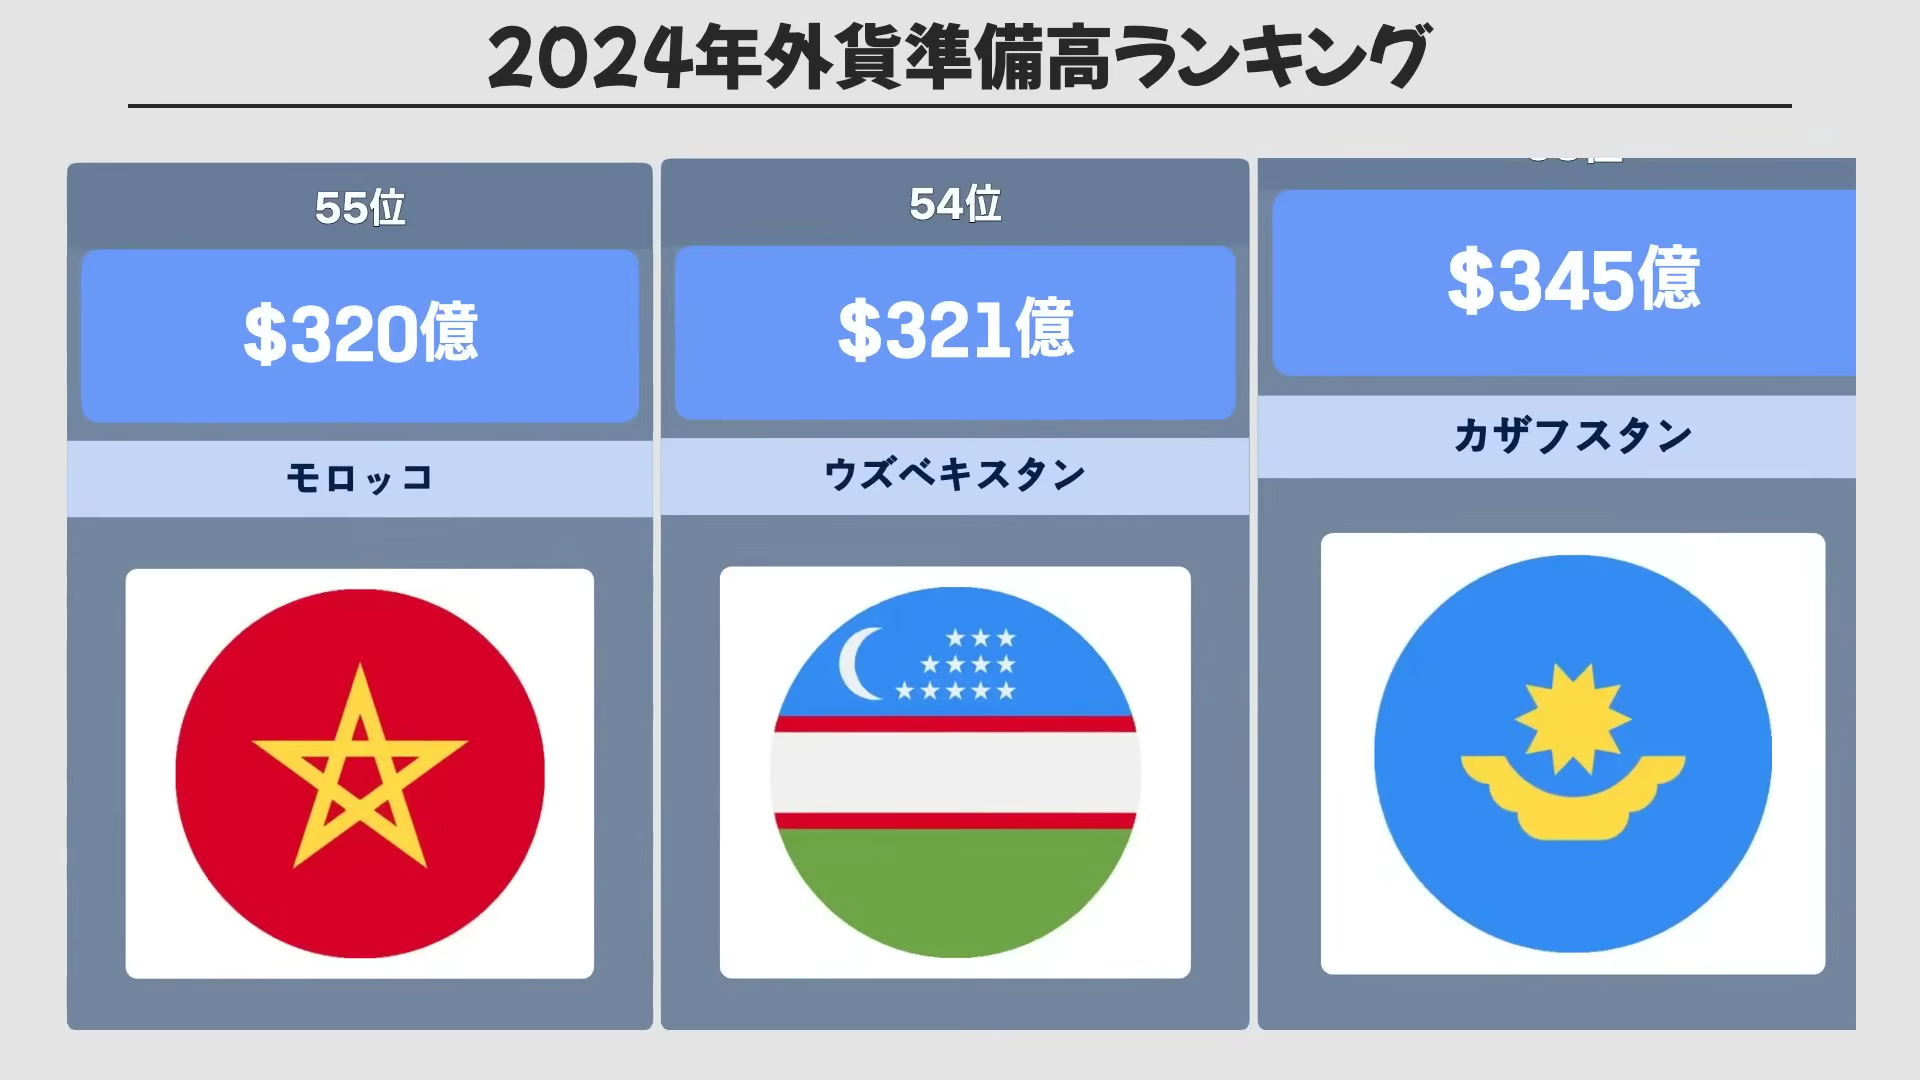 2024年外貨準備高ランキング
55位
$320億
モロッコ
54位
$321億
ウズベキスタン
$345億
カザフスタン